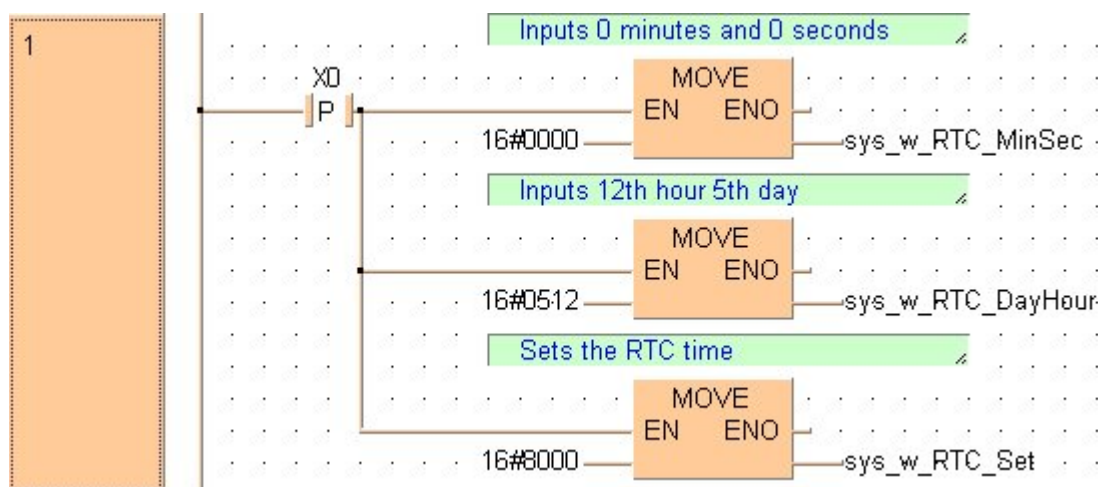 1
Inputs 0 minutes and 0 seconds
X0
P
MOVE
EN ENO
16#0000
sys_w_RTC_MinSec
Inputs 12th hour 5th day
MOVE
EN ENO
16#0512
sys_w_RTC_DayHour
Sets the RTC time
MOVE
EN ENO
16#8000
sys_w_RTC_Set